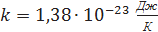 k = 1,38 · 10⁻²³ Дж/К